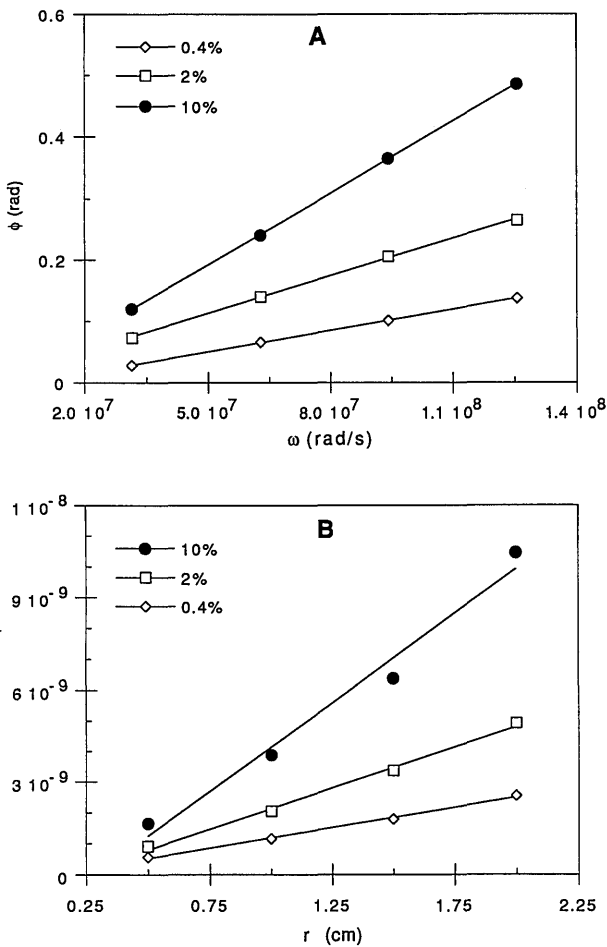 0.6
A
0.4%
2%
10%
0.4
ϕ (rad)
0.2
0
2.0 10⁷ 5.0 10⁷ 8.0 10⁷ 1.1 10⁸ 1.4 10⁸
ω (rad/s)
1 10⁻⁸
B
10%
2%
0.4%
9 10⁻⁹
6 10⁻⁹
3 10⁻⁹
0
0.25 0.75 1.25 1.75 2.25
r (cm)